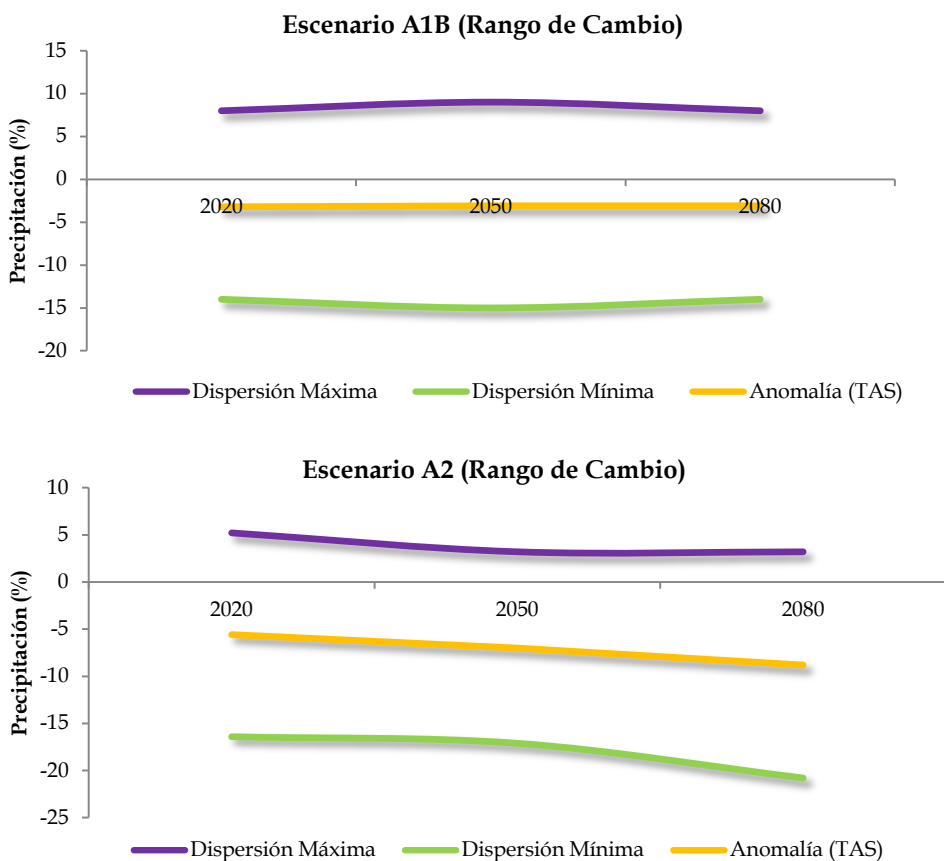 Escenario A1B (Rango de Cambio)
Precipitación (%)
15
10
5
0
-5
-10
-15
-20
2020 2050 2080
Dispersión Máxima Dispersión Mínima Anomalía (TAS)
Escenario A2 (Rango de Cambio)
Precipitación (%)
10
5
0
-5
-10
-15
-20
-25
2020 2050 2080
Dispersión Máxima Dispersión Mínima Anomalía (TAS)